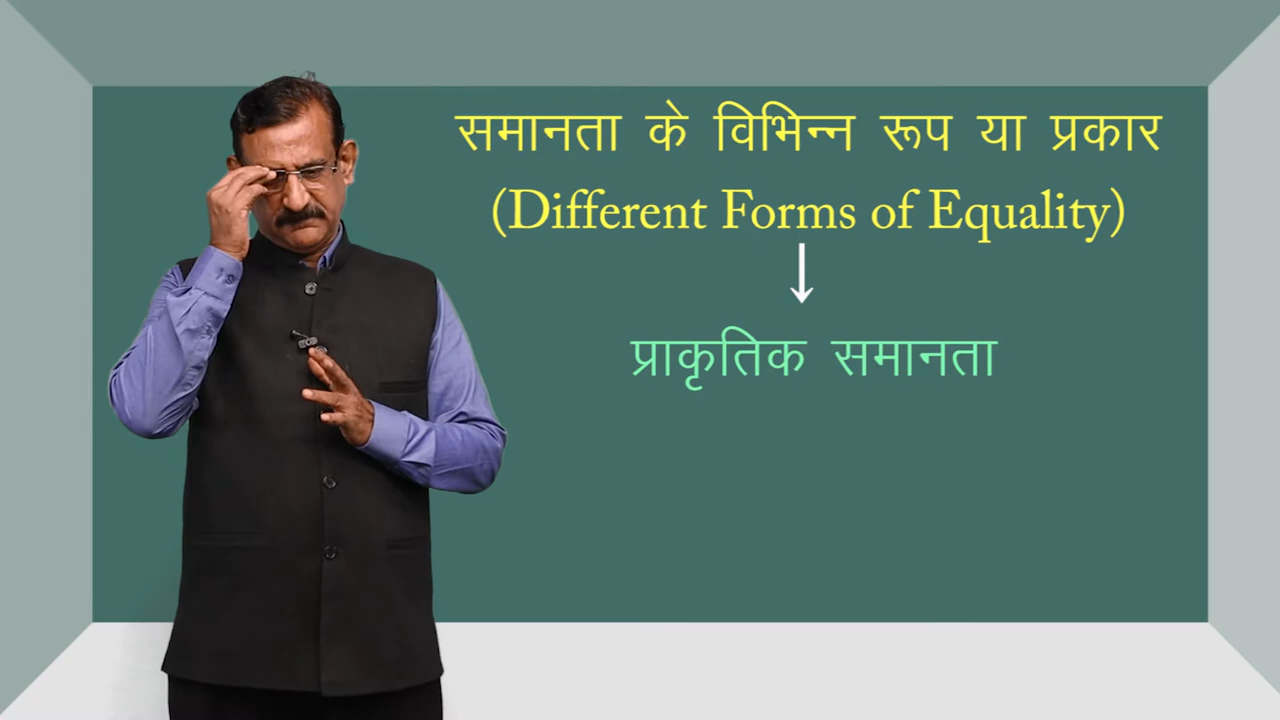 समानता के विभिन्न रूप या प्रकार
(Different Forms of Equality)
↓
प्राकृतिक समानता